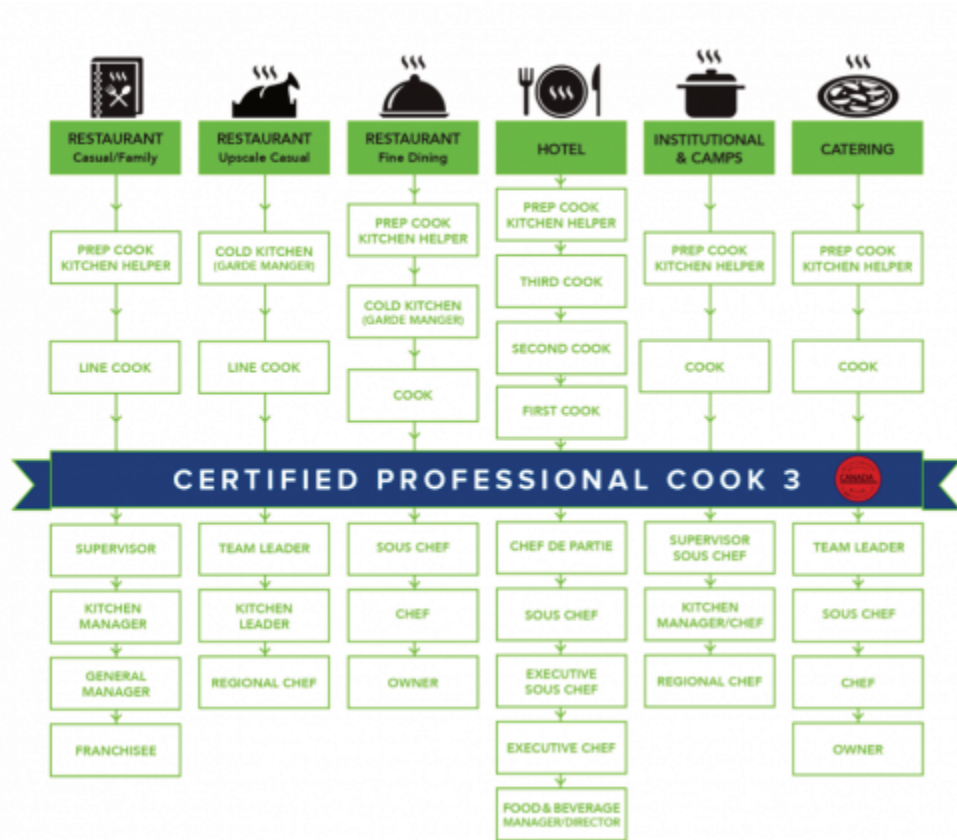 RESTAURANT
Casual/Family
RESTAURANT
Upscale Casual
RESTAURANT
Fine Dining
HOTEL
INSTITUTIONAL
& CAMPS
CATERING
PREP COOK
KITCHEN HELPER
LINE COOK
COLD KITCHEN
(GARDE MANGER)
LINE COOK
PREP COOK
KITCHEN HELPER
COLD KITCHEN
(GARDE MANGER)
COOK
PREP COOK
KITCHEN HELPER
THIRD COOK
SECOND COOK
FIRST COOK
PREP COOK
KITCHEN HELPER
COOK
PREP COOK
KITCHEN HELPER
COOK
CERTIFIED PROFESSIONAL COOK 3
CANADA
SUPERVISOR
KITCHEN
MANAGER
GENERAL
MANAGER
FRANCHISEE
TEAM LEADER
KITCHEN
LEADER
REGIONAL CHEF
SOUS CHEF
CHEF
OWNER
CHEF DE PARTIE
SOUS CHEF
EXECUTIVE
SOUS CHEF
EXECUTIVE CHEF
FOOD & BEVERAGE
MANAGER/DIRECTOR
SUPERVISOR
SOUS CHEF
KITCHEN
MANAGER/CHEF
REGIONAL CHEF
TEAM LEADER
SOUS CHEF
CHEF
OWNER